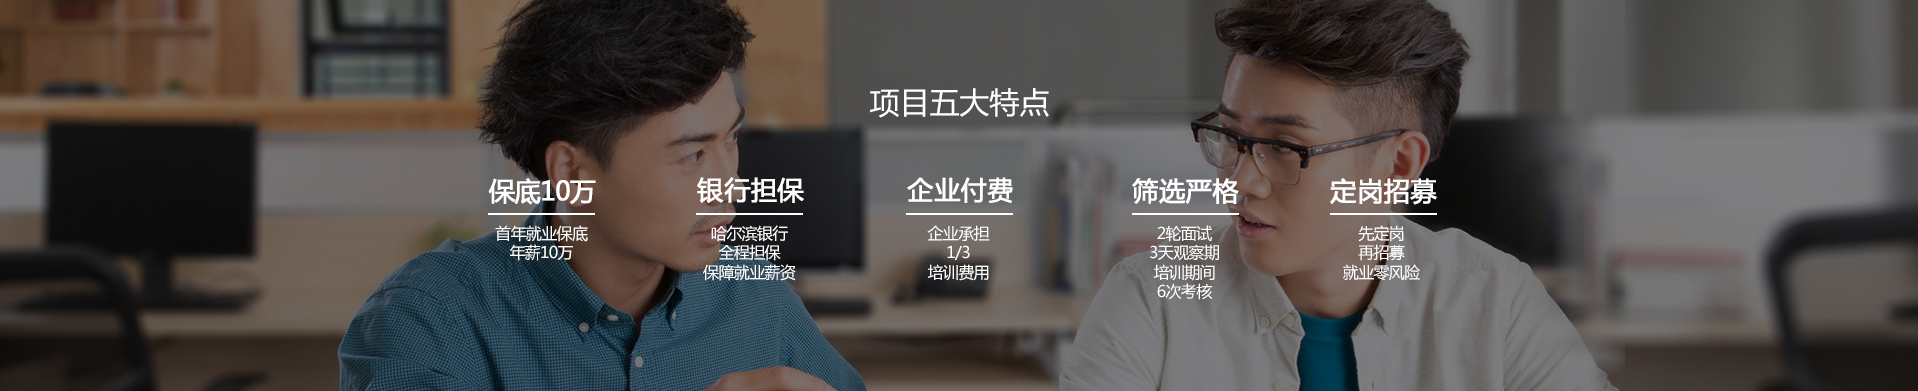 项目五大特点
保底10万
首年就业保底
年薪10万
银行担保
哈尔滨银行
全程担保
保障就业薪资
企业付费
企业承担
1/3
培训费用
筛选严格
2轮面试
3天观察期
培训期间
6次考核
定岗招募
先定岗
再招募
就业零风险